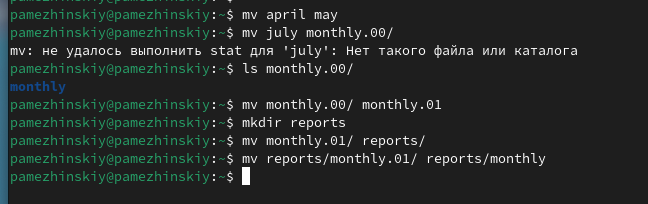 pamezhinskiy@pamezhinskiy:~$ mv april may
pamezhinskiy@pamezhinskiy:~$ mv july monthly.00/
mv: не удалось выполнить stat для 'july': Нет такого файла или каталога
pamezhinskiy@pamezhinskiy:~$ ls monthly.00/
monthly
pamezhinskiy@pamezhinskiy:~$ mv monthly.00/ monthly.01
pamezhinskiy@pamezhinskiy:~$ mkdir reports
pamezhinskiy@pamezhinskiy:~$ mv monthly.01/ reports/
pamezhinskiy@pamezhinskiy:~$ mv reports/monthly.01/ reports/monthly
pamezhinskiy@pamezhinskiy:~$